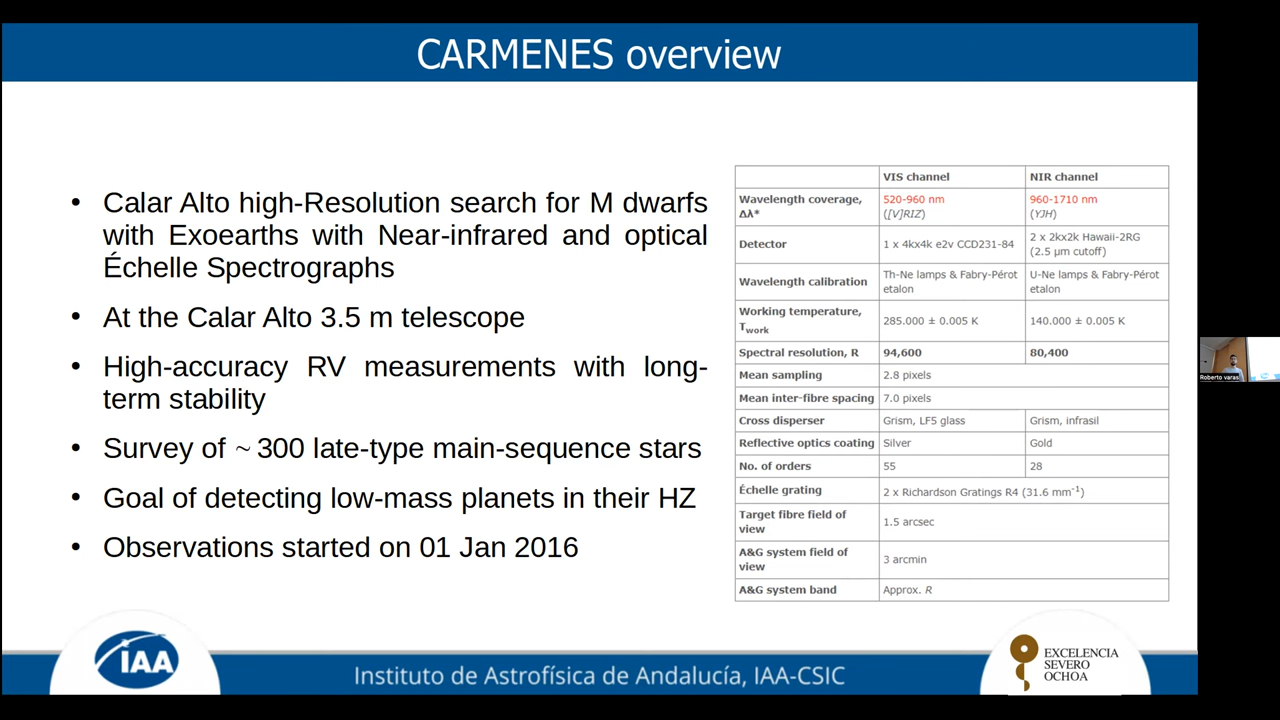 CARMENES overview
• Calar Alto high-Resolution search for M dwarfs
with Exoearths with Near-infrared and optical
Échelle Spectrographs
• At the Calar Alto 3.5 m telescope
• High-accuracy RV measurements with long-
term stability
• Survey of ~ 300 late-type main-sequence stars
• Goal of detecting low-mass planets in their HZ
• Observations started on 01 Jan 2016
VIS channel NIR channel
Wavelength coverage, Δλ* 520-960 nm ([V]RIZ) 960-1710 nm (YJH)
Detector 1 x 4kx4k e2v CCD231-84 2 x 2kx2k Hawaii-2RG (2.5 μm cutoff)
Wavelength calibration Th-Ne lamps & Fabry-Pérot etalon U-Ne lamps & Fabry-Pérot etalon
Working temperature, Twork 285.000 ± 0.005 K 140.000 ± 0.005 K
Spectral resolution, R 94,600 80,400
Mean sampling 2.8 pixels
Mean inter-fibre spacing 7.0 pixels
Cross disperser Grism, LF5 glass Grism, infrasil
Reflective optics coating Silver Gold
No. of orders 55 28
Échelle grating 2 x Richardson Gratings R4 (31.6 mm⁻¹)
Target fibre field of view 1.5 arcsec
A&G system field of view 3 arcmin
A&G system band Approx. R
Roberto varas
IAA
Instituto de Astrofísica de Andalucía, IAA-CSIC
EXCELENCIA
SEVERO
OCHOA